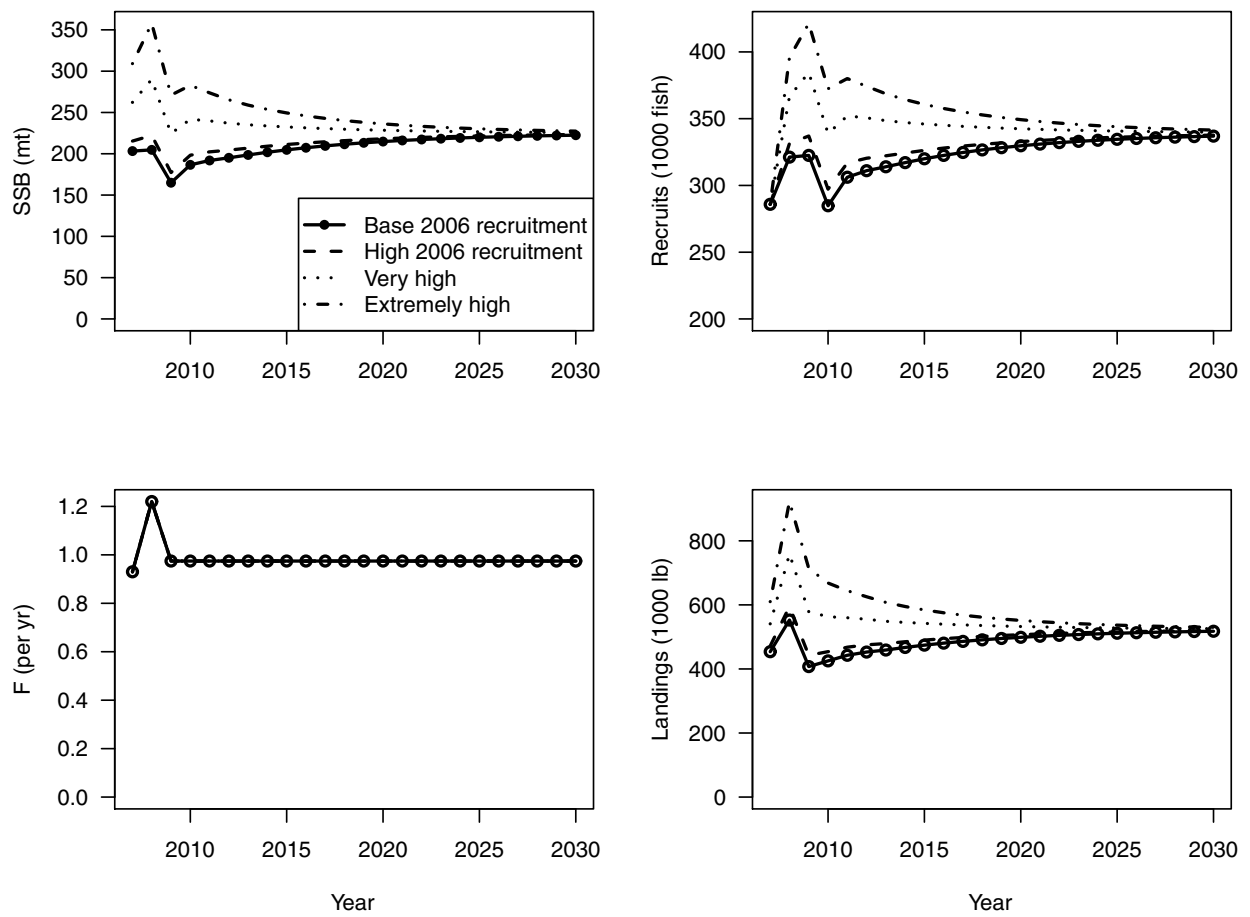 SSB (mt)
350
300
250
200
150
100
50
0
Base 2006 recruitment
High 2006 recruitment
Very high
Extremely high
2010 2015 2020 2025 2030
Recruits (1000 fish)
400
350
300
250
200
2010 2015 2020 2025 2030
F (per yr)
1.2
1.0
0.8
0.6
0.4
0.2
0.0
2010 2015 2020 2025 2030
Year
Landings (1000 lb)
800
600
400
200
0
2010 2015 2020 2025 2030
Year